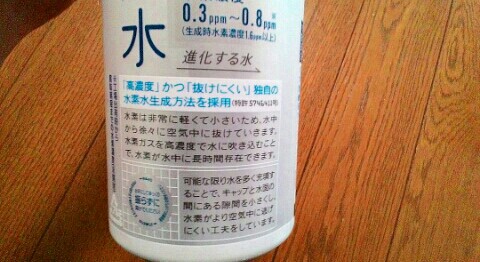 0.3ppm~0.8ppm※
(生成時水素濃度1.6ppm以上)
水
進化する水
「高濃度」かつ「抜けにくい」独自の
水素水生成方法を採用
水素は非常に軽くて小さいため、水中
から徐々に空気中に抜けていきます。
水素ガスを高濃度で水に吹き込むこと
で、水素が水中に長時間存在できます。
可能な限り水を多く充填す
ることで、キャップと水面の
間にある隙間を小さくし、
水素がより空気中に逃げ
にくい工夫をしています。